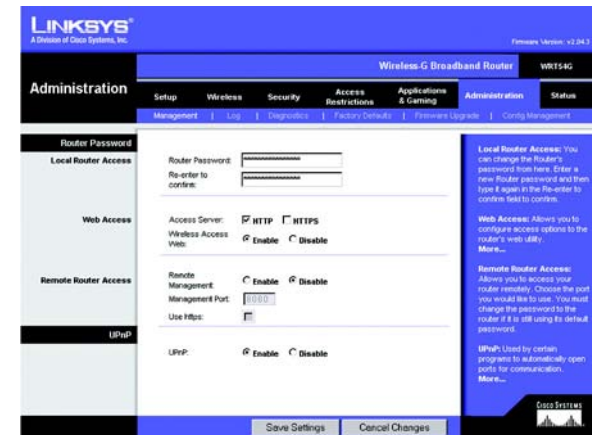 LINKSYS®
A Division of Cisco Systems, Inc.
Firmware Version: v2.04.3
Wireless-G Broadband Router WRT54G
Administration
Setup Wireless Security Access Restrictions Applications & Gaming Administration Status
Management | Log | Diagnostics | Factory Defaults | Firmware Upgrade | Config Management
Router Password
Local Router Access
Router Password:
Re-enter to
confirm:
Web Access
Access Server: HTTP HTTPS
Wireless Access
Web: Enable Disable
Remote Router Access
Remote
Management: Enable Disable
Management Port: 8080
Use https:
UPnP
UPnP: Enable Disable
Local Router Access: You
can change the Router's
password from here. Enter a
new Router password and then
type it again in the Re-enter to
confirm field to confirm.
Web Access: Allows you to
configure access options to the
router's web utility.
More...
Remote Router Access:
Allows you to access your
router remotely. Choose the port
you would like to use. You must
change the password to the
router if it is still using its default
password.
UPnP: Used by certain
programs to automatically open
ports for communication.
More...
Save Settings Cancel Changes
CISCO SYSTEMS